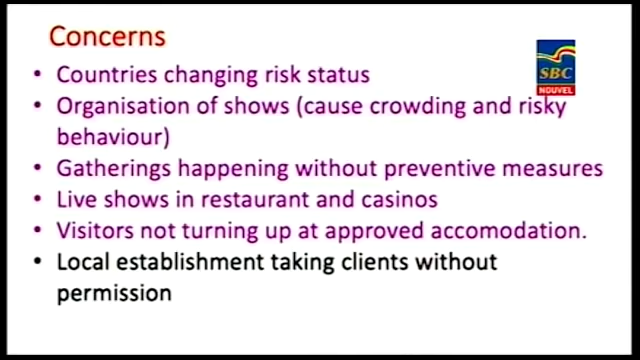 Concerns
SBC
NOUVEL
• Countries changing risk status
• Organisation of shows (cause crowding and risky
behaviour)
• Gatherings happening without preventive measures
• Live shows in restaurant and casinos
• Visitors not turning up at approved accomodation.
• Local establishment taking clients without
permission